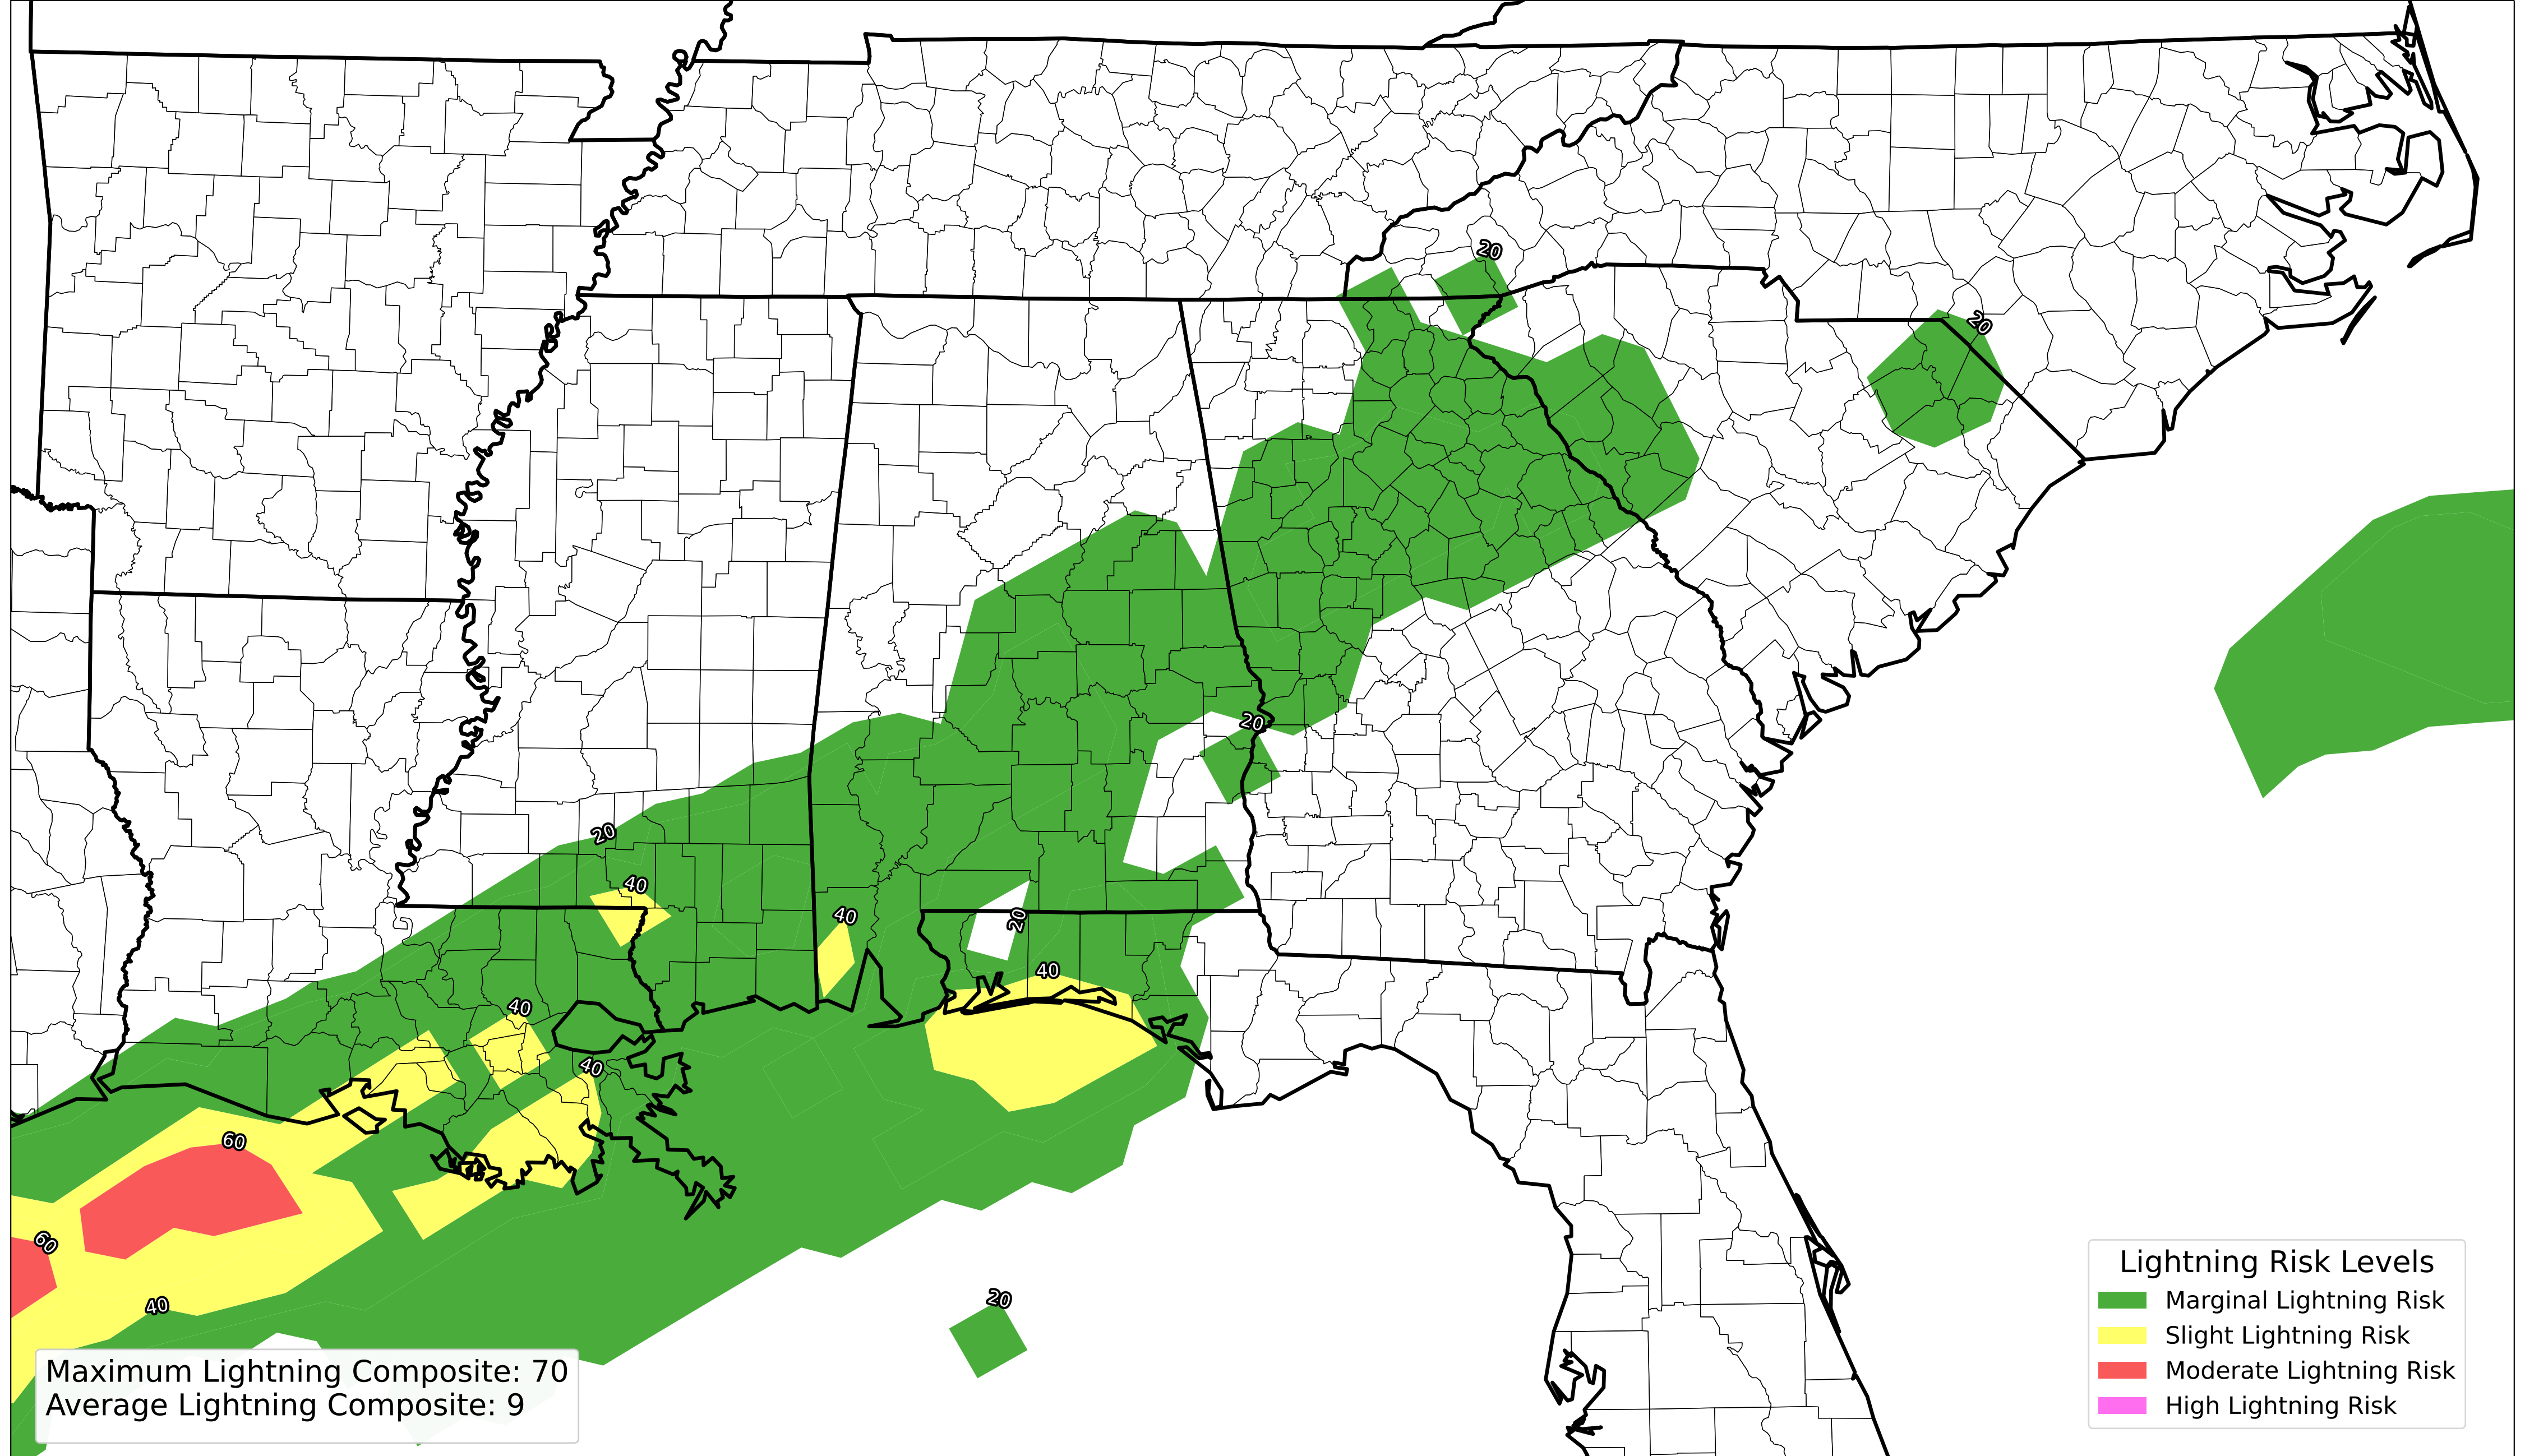 20
20
20
20
40
40
20
40
40
40
60
60
20
40
Lightning Risk Levels
Marginal Lightning Risk
Slight Lightning Risk
Moderate Lightning Risk
High Lightning Risk
Maximum Lightning Composite: 70
Average Lightning Composite: 9